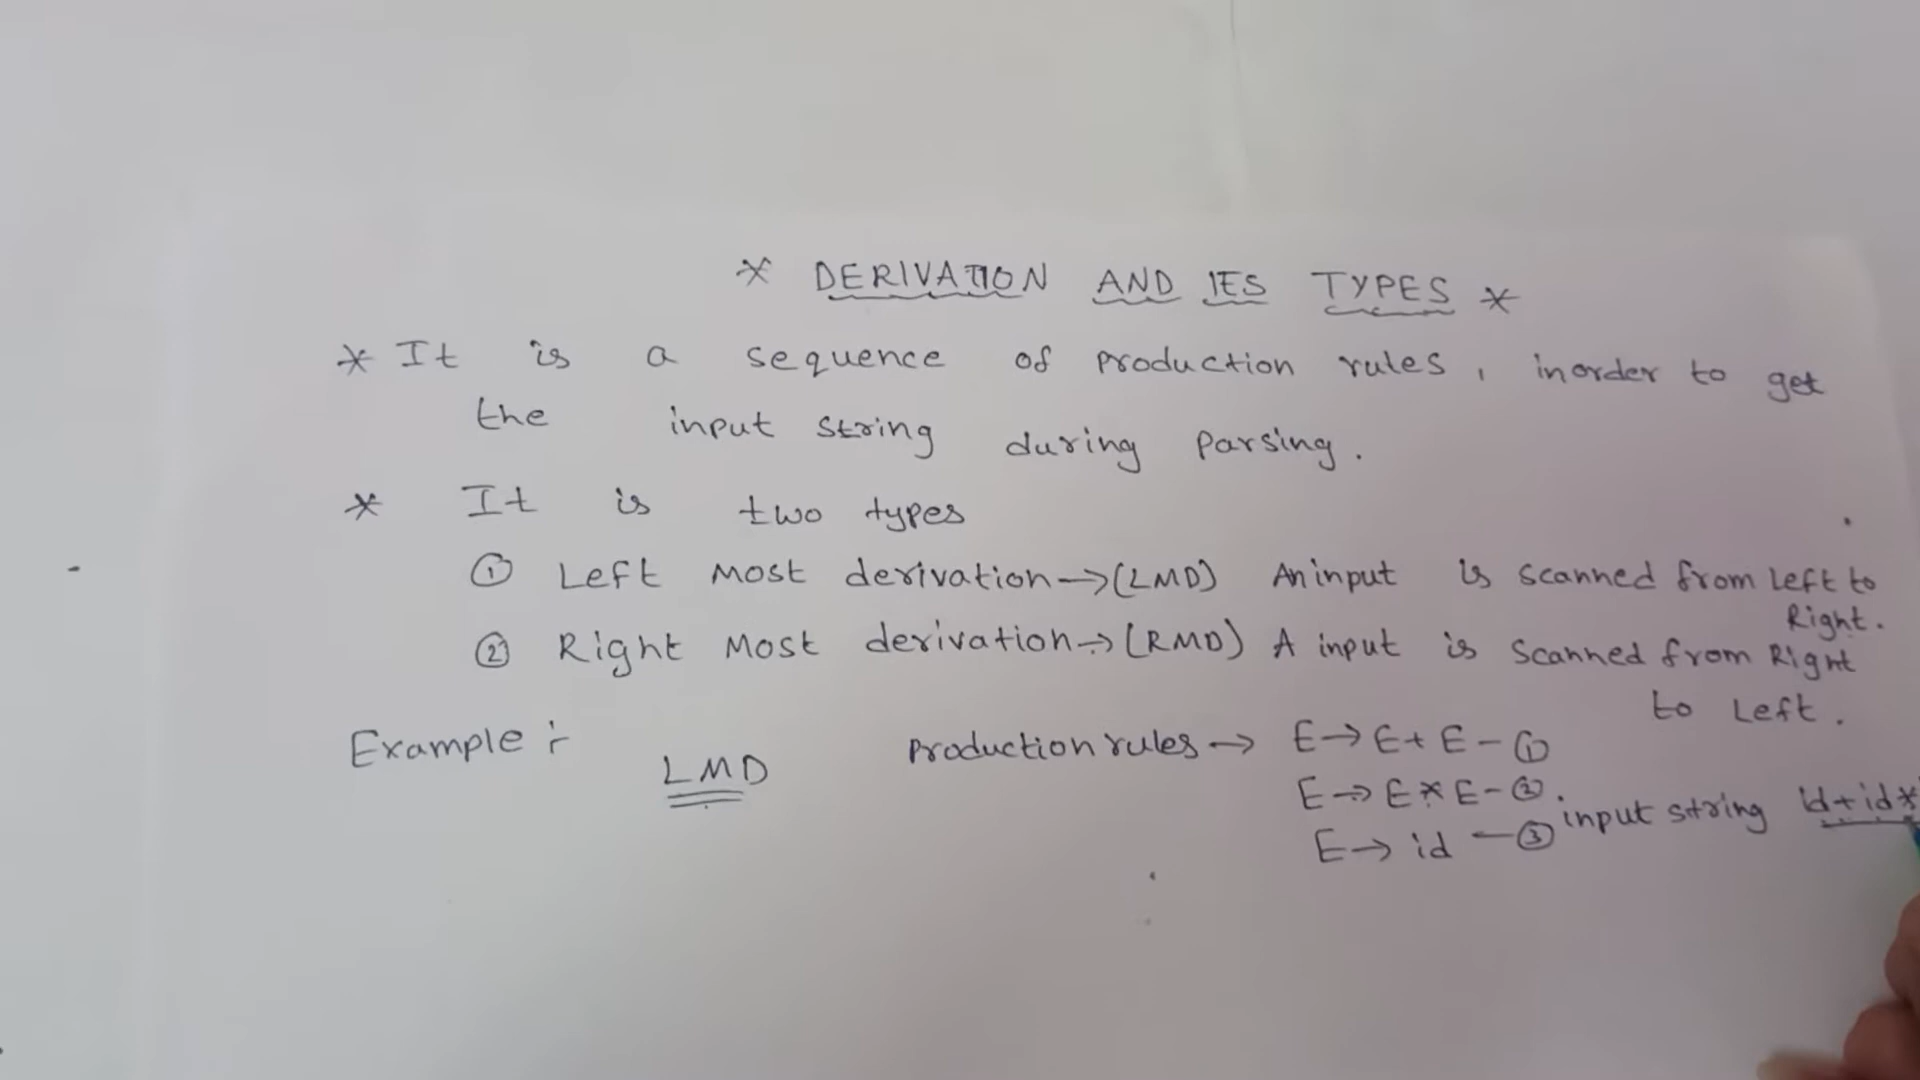 * DERIVATION AND IES TYPES *
* It is a sequence of production rules, inorder to get
the input string during parsing.
* It is two types
① Left Most derivation→(LMD) An input is scanned from Left to
Right.
② Right Most derivation→(RMD) A input is scanned from Right
to Left.
Example :- LMD Production rules → E→E+E-①
E→E*E-②.
E→id-③ input string id+id*